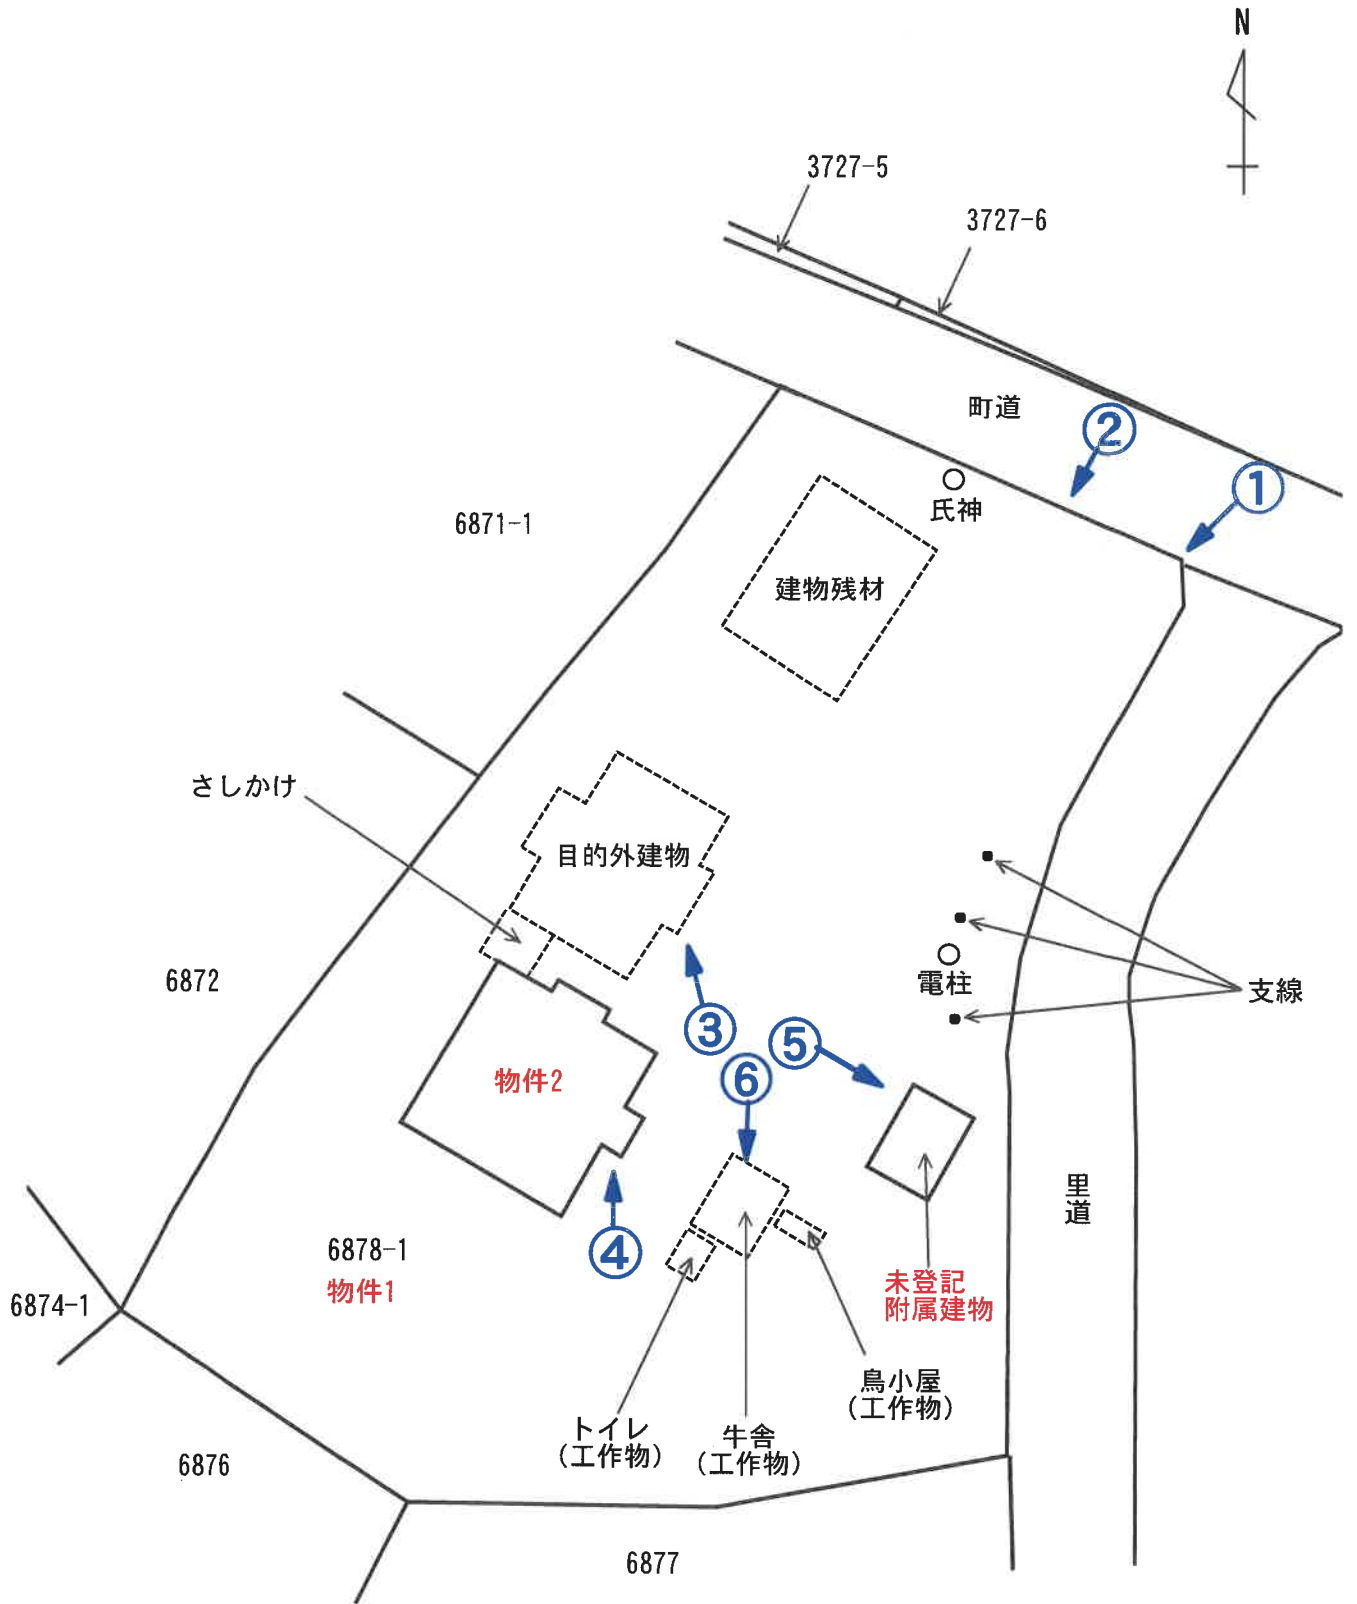 N
3727-5
3727-6
町道
②
①
氏神
6871-1
建物残材
さしかけ
目的外建物
6872
電柱
支線
③
⑤
⑥
物件2
里道
④
6878-1
物件1
6874-1
未登記
附属建物
鳥小屋
(工作物)
トイレ
(工作物)
牛舎
(工作物)
6876
6877